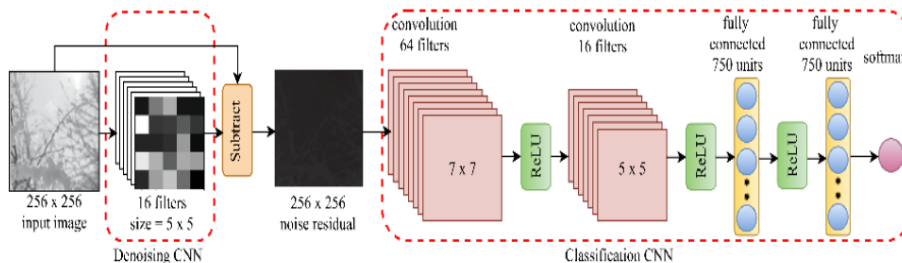 convolution
64 filters
convolution
16 filters
fully
connected
750 units
fully
connected
750 units
softmax
Subtract
7 x 7
ReLU
5 x 5
ReLU
ReLU
256 x 256
input image
16 filters
size = 5 x 5
256 x 256
noise residual
Denoising CNN
Classification CNN